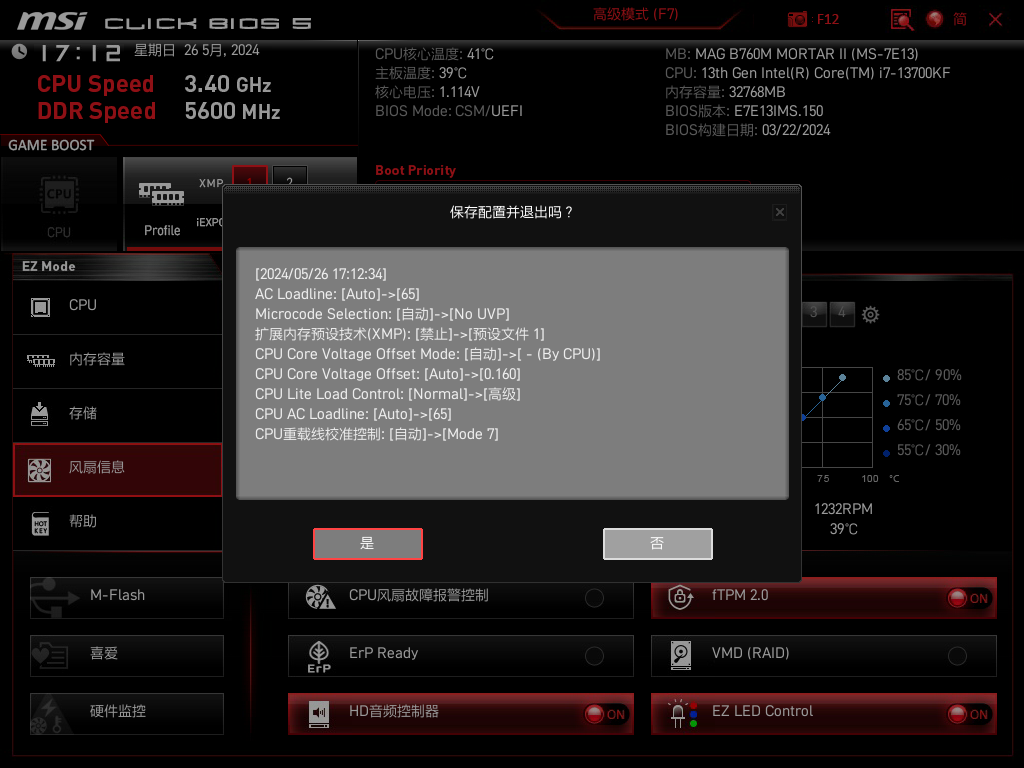 msi CLICK BIOS 5
高级模式 (F7)
F12
简
17:12 星期日 26 5月, 2024
CPU Speed 3.40 GHz
DDR Speed 5600 MHz
CPU核心温度: 41°C
主板温度: 39°C
核心电压: 1.114V
BIOS Mode: CSM/UEFI
MB: MAG B760M MORTAR II (MS-7E13)
CPU: 13th Gen Intel(R) Core(TM) i7-13700KF
内存容量: 32768MB
BIOS版本: E7E13IMS.150
BIOS构建日期: 03/22/2024
GAME BOOST
CPU
CPU
XMP 1 2
iEXPO
Profile
Boot Priority
保存配置并退出吗？
[2024/05/26 17:12:34]
AC Loadline: [Auto]->[65]
Microcode Selection: [自动]->[No UVP]
扩展内存预设技术(XMP): [禁止]->[预设文件 1]
CPU Core Voltage Offset Mode: [自动]->[ - (By CPU)]
CPU Core Voltage Offset: [Auto]->[0.160]
CPU Lite Load Control: [Normal]->[高级]
CPU AC Loadline: [Auto]->[65]
CPU重载线校准控制: [自动]->[Mode 7]
是
否
EZ Mode
CPU
内存容量
存储
风扇信息
HOT KEY
帮助
3 4
85℃/ 90%
75℃/ 70%
65℃/ 50%
55℃/ 30%
75 100 °C
1232RPM
39℃
M-Flash
喜爱
硬件监控
CPU风扇故障报警控制
fTPM 2.0 ON
ErP
ErP Ready
VMD (RAID)
HD音频控制器 ON
EZ LED Control ON